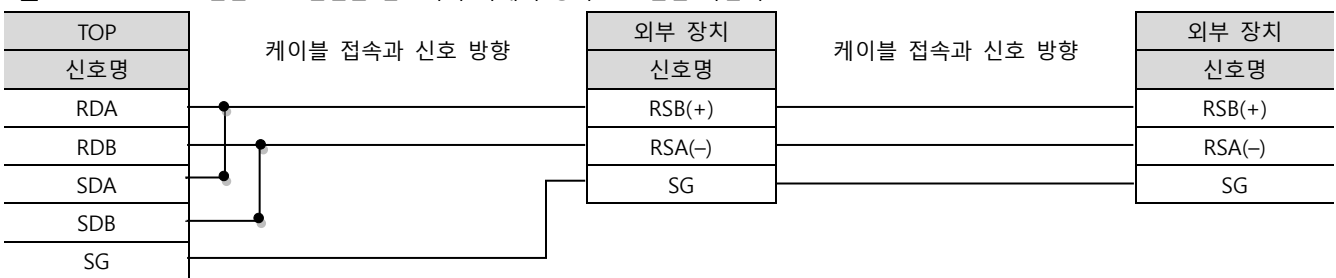 TOP 케이블 접속과 신호 방향 외부 장치 케이블 접속과 신호 방향 외부 장치
신호명 신호명 신호명
RDA RSB(+) RSB(+)
RDB RSA(–) RSA(–)
SDA SG SG
SDB
SG